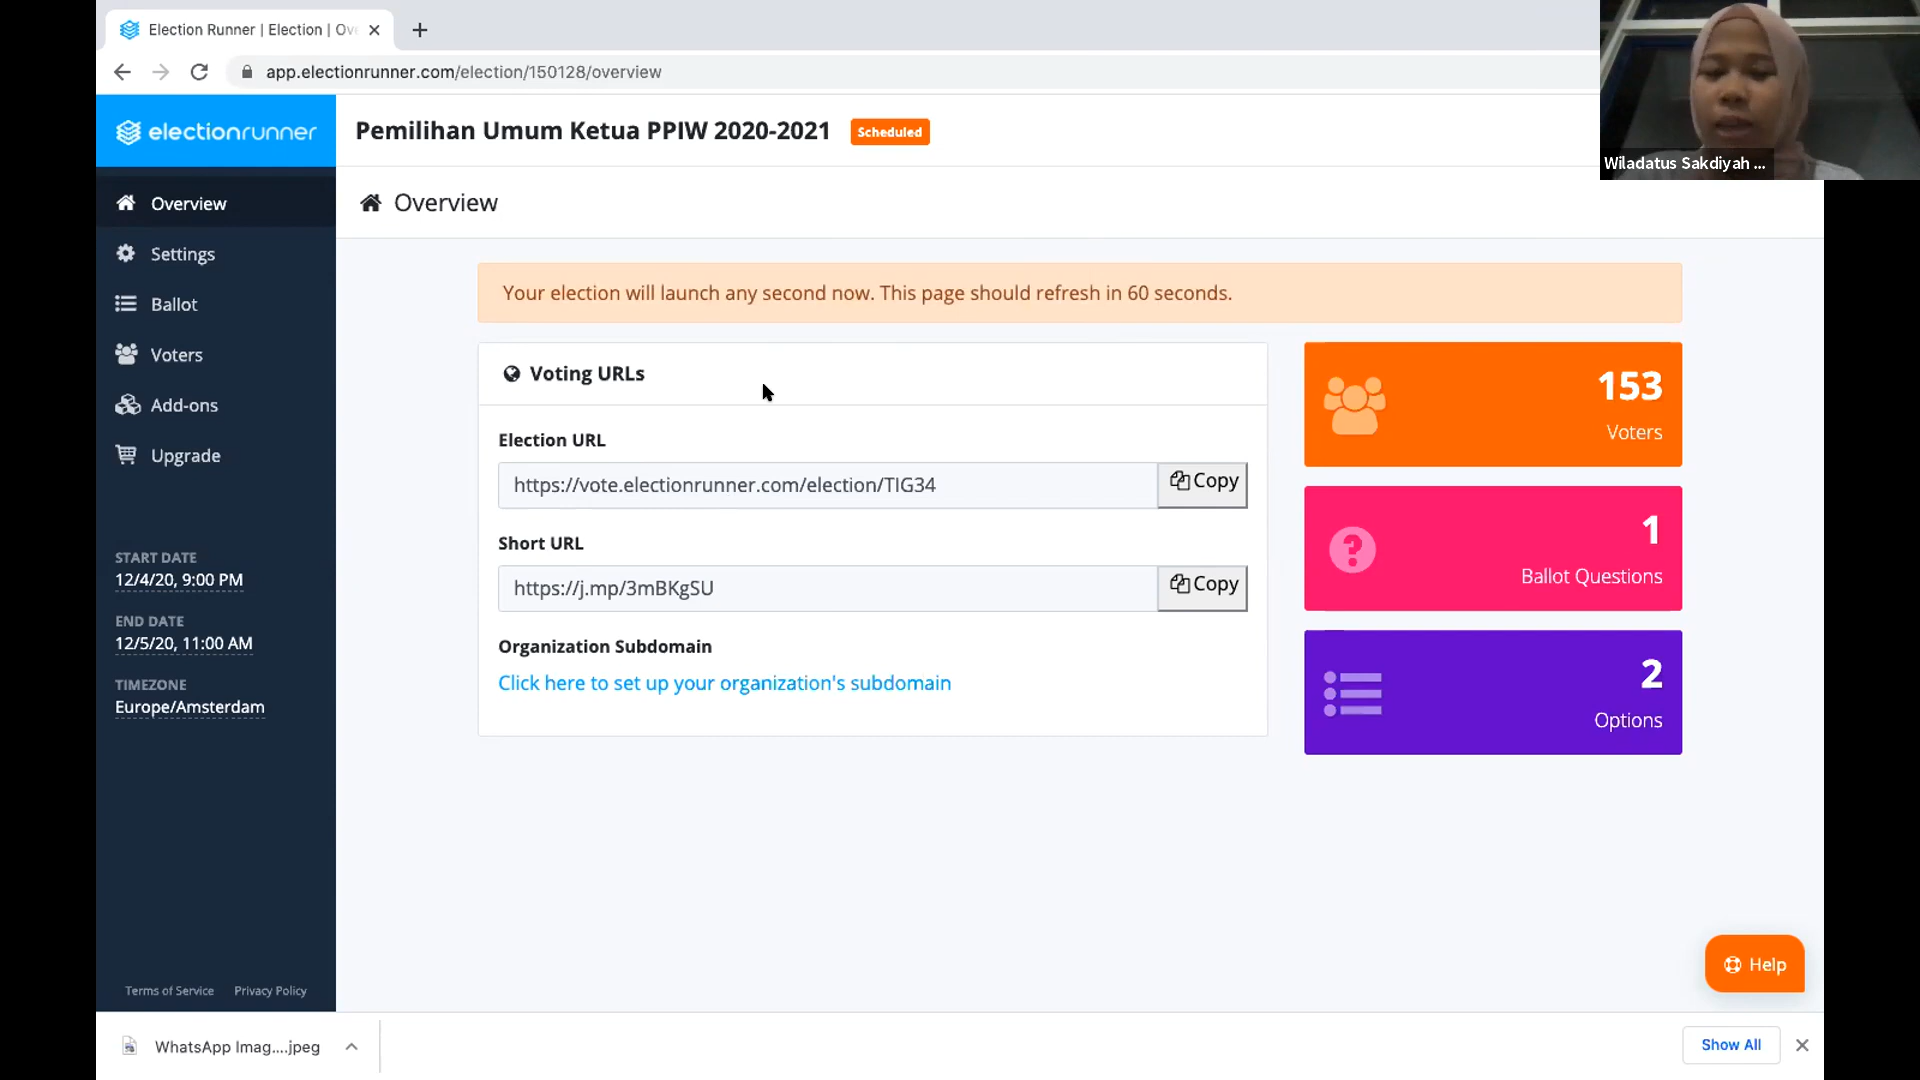 Election Runner | Election | Ov
app.electionrunner.com/election/150128/overview
Wiladatus Sakdiyah ...
electionrunner
Pemilihan Umum Ketua PPIW 2020-2021
Scheduled
Overview
Settings
Ballot
Voters
Add-ons
Upgrade
START DATE
12/4/20, 9:00 PM
END DATE
12/5/20, 11:00 AM
TIMEZONE
Europe/Amsterdam
Terms of Service
Privacy Policy
Overview
Your election will launch any second now. This page should refresh in 60 seconds.
Voting URLs
Election URL
https://vote.electionrunner.com/election/TIG34
Copy
Short URL
https://j.mp/3mBKgSU
Copy
Organization Subdomain
Click here to set up your organization's subdomain
153
Voters
1
Ballot Questions
2
Options
Help
WhatsApp Imag....jpeg
Show All